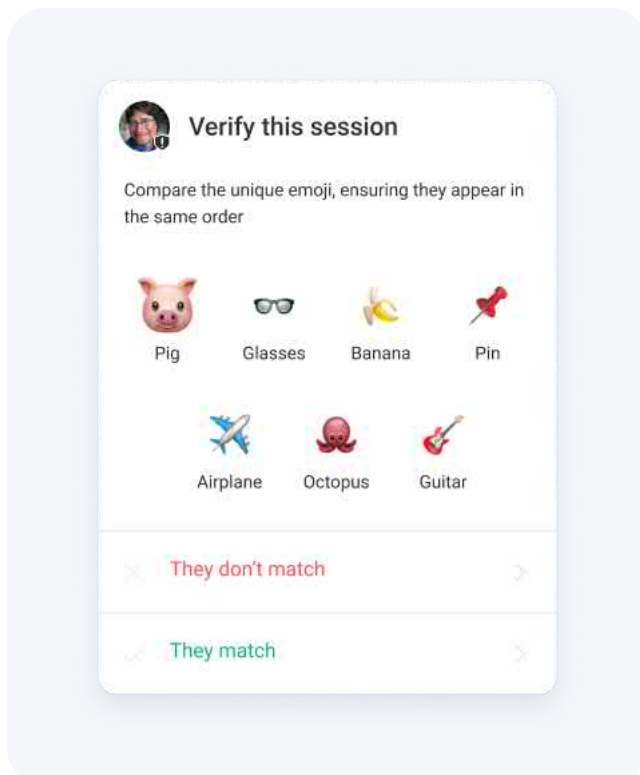 Verify this session
Compare the unique emoji, ensuring they appear in
the same order
Pig Glasses Banana Pin
Airplane Octopus Guitar
They don't match
They match